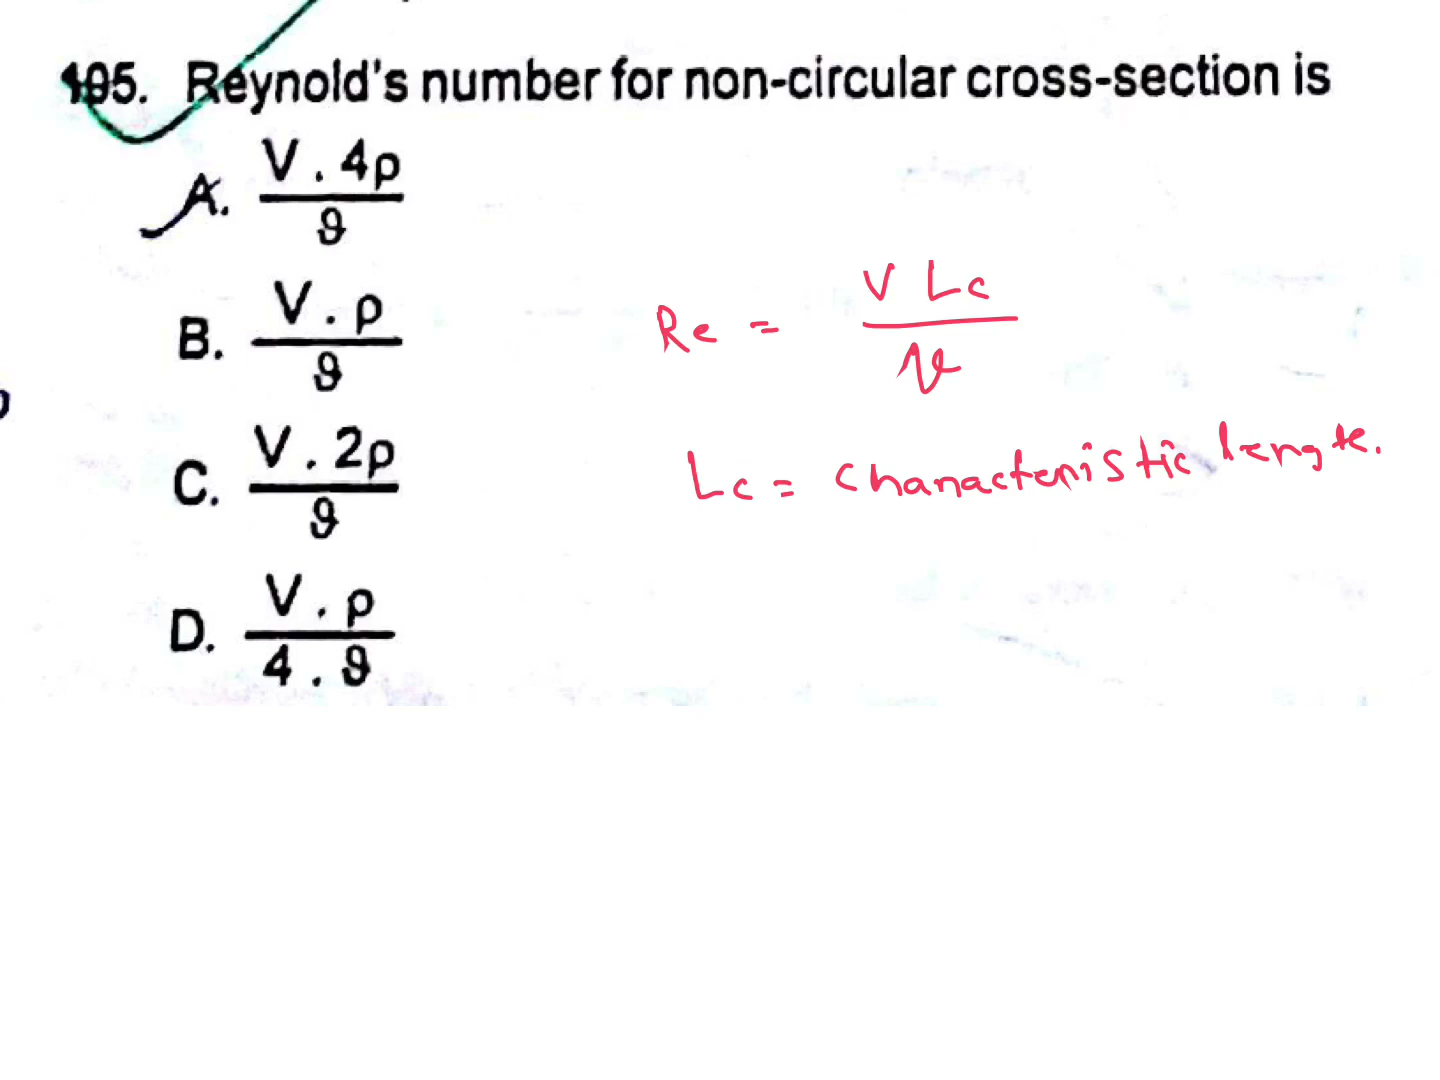 105. Reynold's number for non-circular cross-section is
A. V . 4ρ / ϑ
B. V . ρ / ϑ
C. V . 2ρ / ϑ
D. V . ρ / 4 . ϑ
Re = V Lc / ν
Lc = characteristic length.